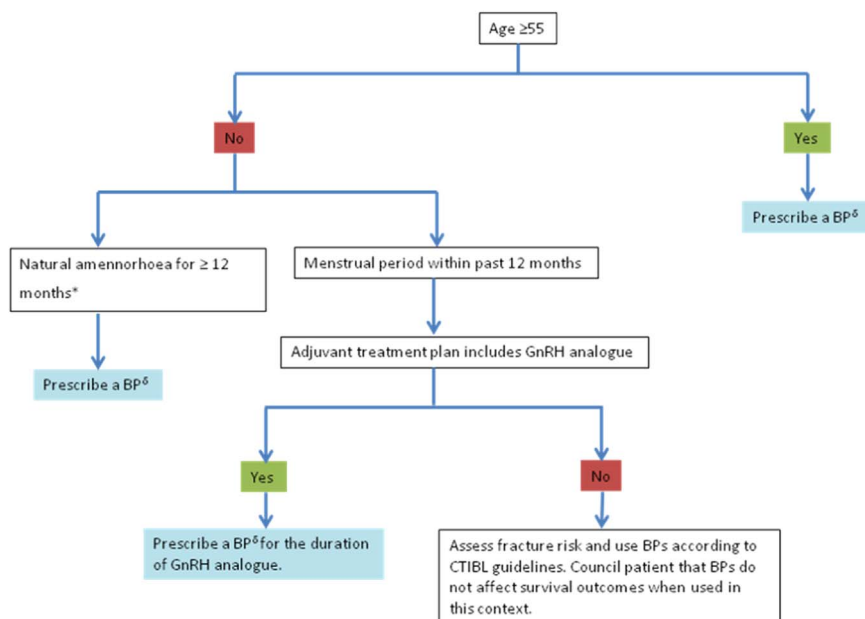 Age ≥55
No
Yes
Prescribe a BPᵟ
Natural amennorhoea for ≥ 12
months*
Menstrual period within past 12 months
Adjuvant treatment plan includes GnRH analogue
Prescribe a BPᵟ
Yes
No
Prescribe a BPᵟ for the duration
of GnRH analogue.
Assess fracture risk and use BPs according to
CTIBL guidelines. Council patient that BPs do
not affect survival outcomes when used in
this context.